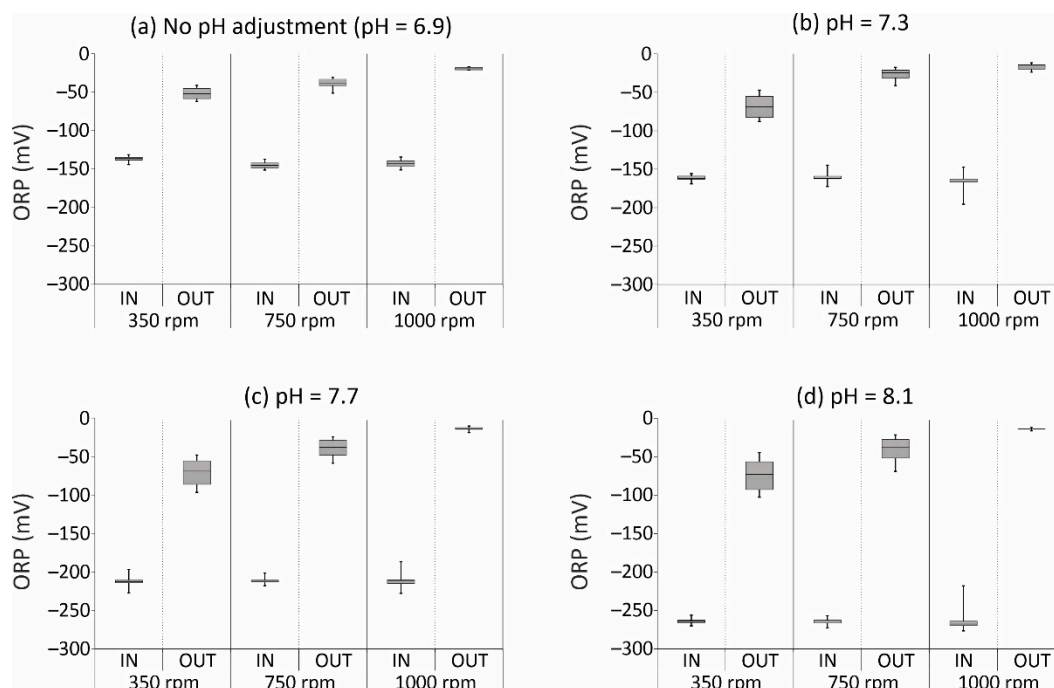 (a) No pH adjustment (pH = 6.9)
ORP (mV)
0
−50
−100
−150
−200
−250
−300
IN OUT IN OUT IN OUT
350 rpm 750 rpm 1000 rpm
(b) pH = 7.3
ORP (mV)
0
−50
−100
−150
−200
−250
−300
IN OUT IN OUT IN OUT
350 rpm 750 rpm 1000 rpm
(c) pH = 7.7
ORP (mV)
0
−50
−100
−150
−200
−250
−300
IN OUT IN OUT IN OUT
350 rpm 750 rpm 1000 rpm
(d) pH = 8.1
ORP (mV)
0
−50
−100
−150
−200
−250
−300
IN OUT IN OUT IN OUT
350 rpm 750 rpm 1000 rpm